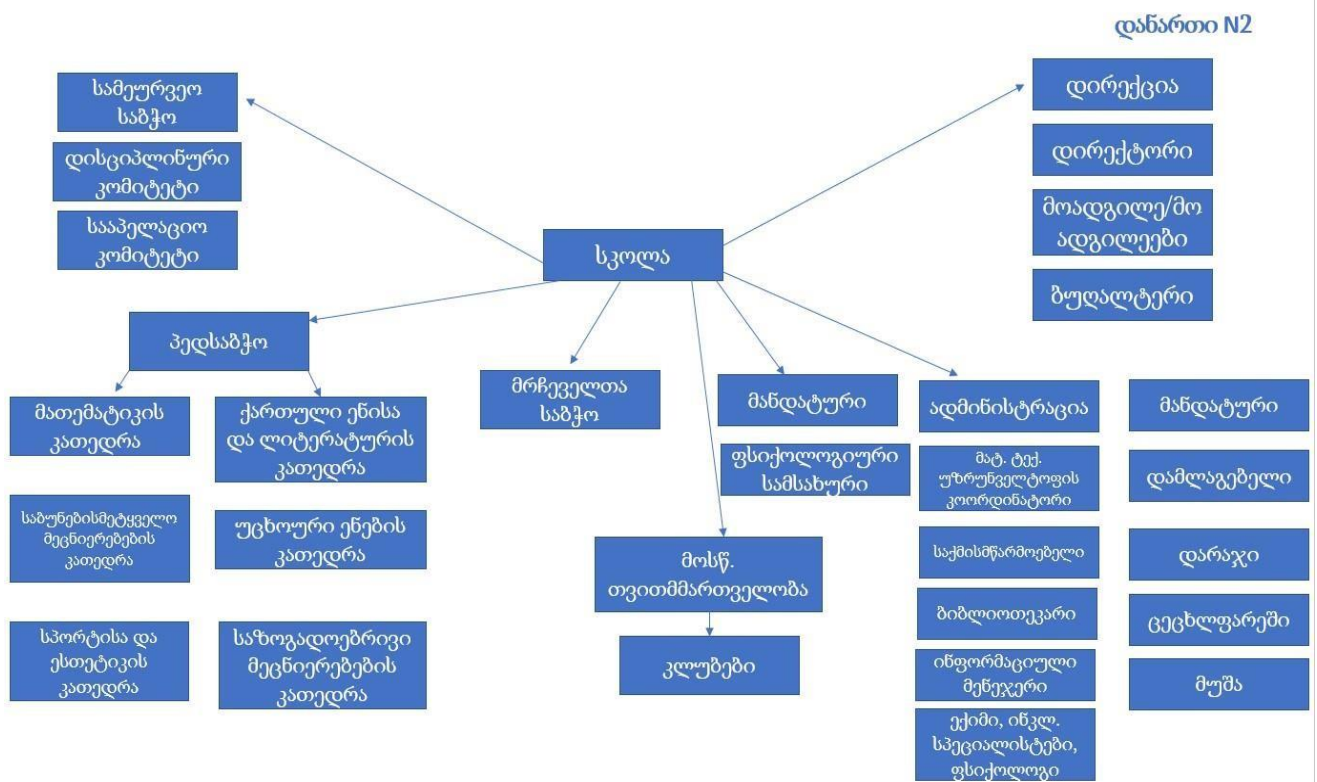 დანართი N2
სამეურვეო
საბჭო
დისციპლინური
კომიტეტი
სააპელაციო
კომიტეტი
დირექცია
დირექტორი
მოადგილე/მო
ადგილეები
ბუღალტერი
სკოლა
პედსაბჭო
მათემატიკის
კათედრა
ქართული ენისა
და ლიტერატურის
კათედრა
საბუნებისმეტყველო
მეცნიერებების
კათედრა
უცხოური ენების
კათედრა
სპორტისა და
ესთეტიკის
კათედრა
საზოგადოებრივი
მეცნიერებების
კათედრა
მრჩეველთა
საბჭო
მანდატური
ფსიქოლოგიური
სამსახური
მოსწ.
თვითმმართველობა
კლუბები
ადმინისტრაცია
მატ. ტექ.
უზრუნველტოფის
კოორდინატორი
საქმისმწარმოებელი
ბიბლიოთეკარი
ინფორმაციული
მენეჯერი
ექიმი, ინკლ.
სპეციალისტები,
ფსიქოლოგი
მანდატური
დამლაგებელი
დარაჯი
ცეცხლფარეში
მუშა